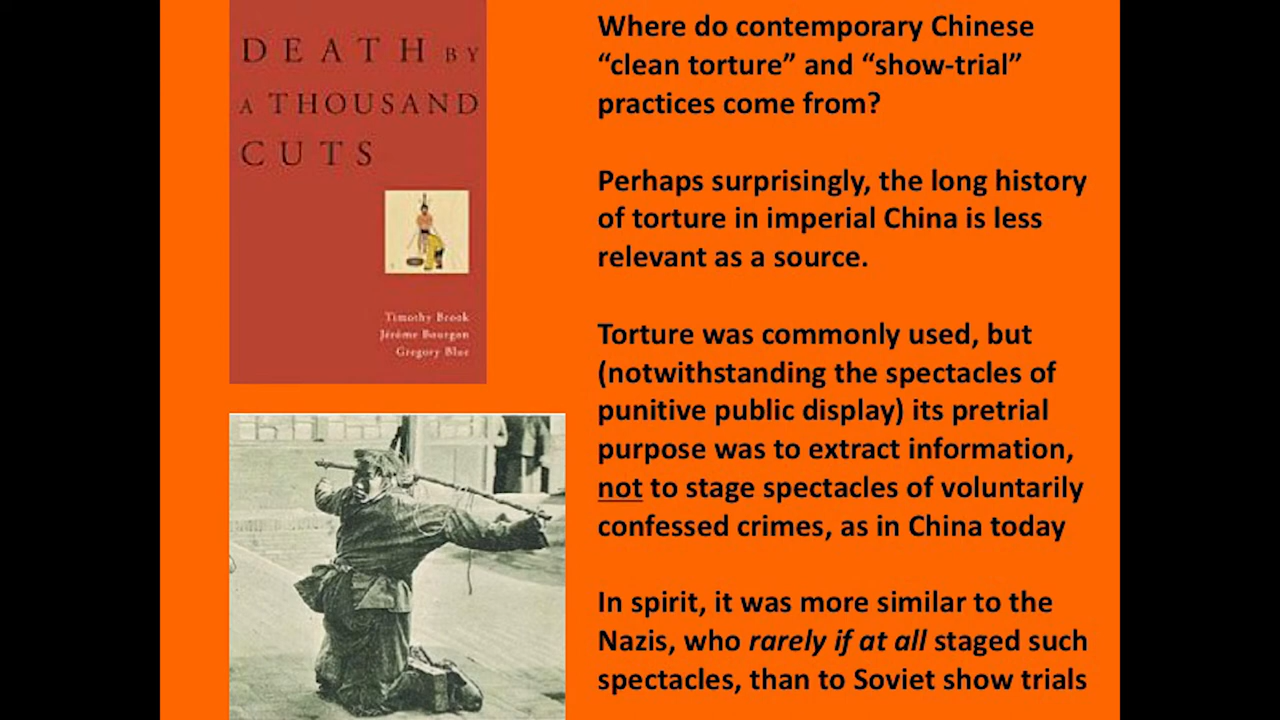 DEATH BY
A THOUSAND
CUTS
Timothy Brook
Jérôme Bourgon
Gregory Blue
Where do contemporary Chinese
“clean torture” and “show-trial”
practices come from?
Perhaps surprisingly, the long history
of torture in imperial China is less
relevant as a source.
Torture was commonly used, but
(notwithstanding the spectacles of
punitive public display) its pretrial
purpose was to extract information,
not to stage spectacles of voluntarily
confessed crimes, as in China today
In spirit, it was more similar to the
Nazis, who rarely if at all staged such
spectacles, than to Soviet show trials